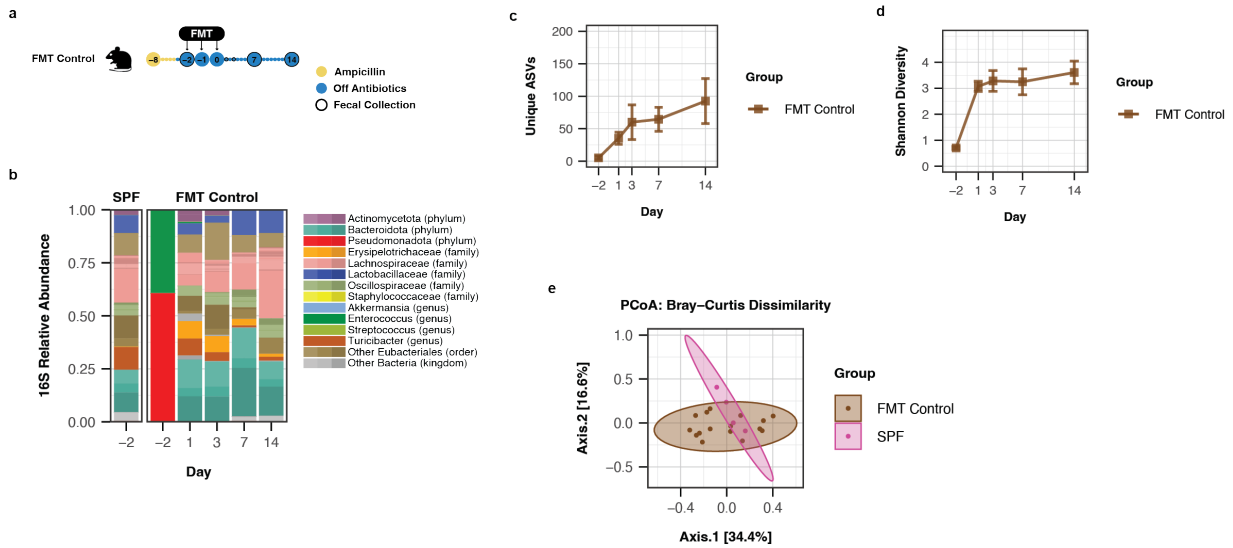 a
FMT
FMT Control
−8
−2
−1
0
7
14
Ampicillin
Off Antibiotics
Fecal Collection
b
SPF
FMT Control
16S Relative Abundance
1.00
0.75
0.50
0.25
0.00
−2
−2
1
3
7
14
Day
Actinomycetota (phylum)
Bacteroidota (phylum)
Pseudomonadota (phylum)
Erysipelotrichaceae (family)
Lachnospiraceae (family)
Lactobacillaceae (family)
Oscillospiraceae (family)
Staphylococcaceae (family)
Akkermansia (genus)
Enterococcus (genus)
Streptococcus (genus)
Turicibacter (genus)
Other Eubacteriales (order)
Other Bacteria (kingdom)
c
Unique ASVs
200
150
100
50
0
−2
1
3
7
14
Day
Group
FMT Control
d
Shannon Diversity
4
3
2
1
0
−2
1
3
7
14
Day
Group
FMT Control
e
PCoA: Bray−Curtis Dissimilarity
Axis.2 [16.6%]
1.0
0.5
0.0
−0.5
−0.4
0.0
0.4
Axis.1 [34.4%]
Group
FMT Control
SPF